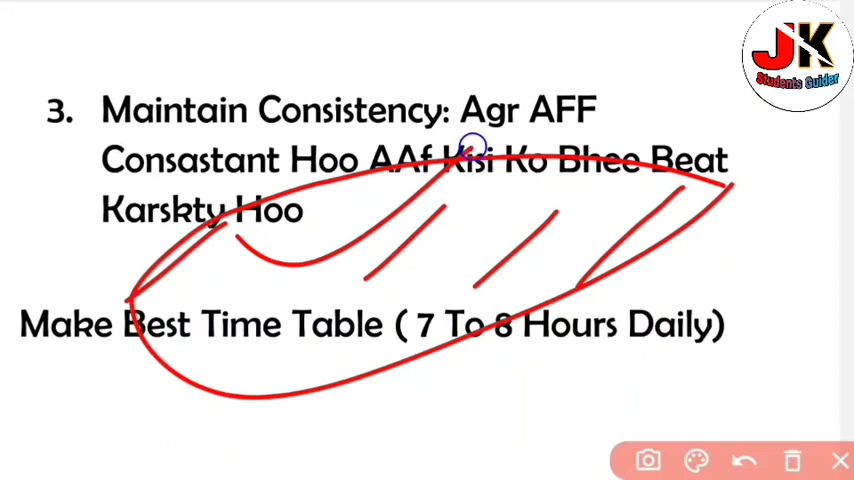 JK
Students Guider
3. Maintain Consistency: Agr AFF
Consastant Hoo AAf Kisi Ko Bhee Beat
Karskty Hoo
Make Best Time Table ( 7 To 8 Hours Daily)